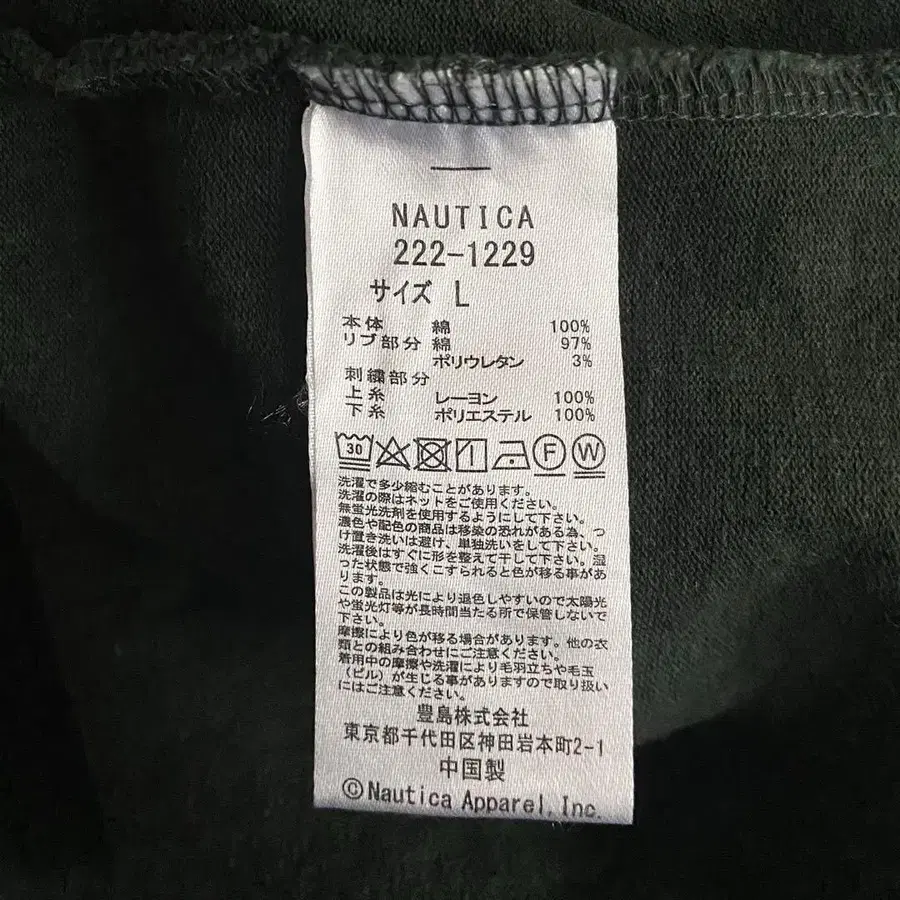 NAUTICA
222-1229
サイズ L
本体 綿 100%
リブ部分 綿 97%
ポリウレタン 3%
刺繍部分
上糸 レーヨン 100%
下糸 ポリエステル 100%
30 F W
洗濯で多少縮むことがあります。
洗濯の際はネットをご使用ください。
無蛍光洗剤を使用するようにして下さい。
濃色や配色の商品は移染の恐れがある為、つ
け置き洗いは避け、単独洗いをして下さい。
洗濯後はすぐに形を整えて干して下さい。湿
った状態で強くこすられると色が移る事があ
ります。
この製品は光により退色しやすいので太陽光
や蛍光灯等が長時間当たる所で保管しないで
下さい。
摩擦により色が移る場合があります。他の衣
類との組み合わせにご注意ください。
着用中の摩擦や洗濯により毛羽立ちや毛玉
(ピル)が生じる事がありますので取り扱い
にはご注意ください。
豊島株式会社
東京都千代田区神田岩本町2-1
中国製
©Nautica Apparel, Inc.